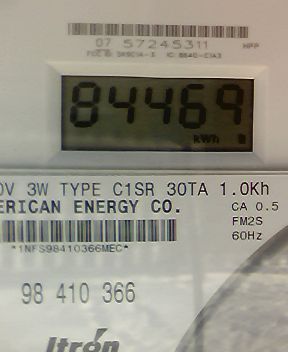 07 57245311 HPP
84469
kWh
0V 3W TYPE C1SR 30TA 1.0Kh
ERICAN ENERGY CO. CA 0.5
FM2S
60Hz
*1NFS98410366MEC*
98 410 366
Itron